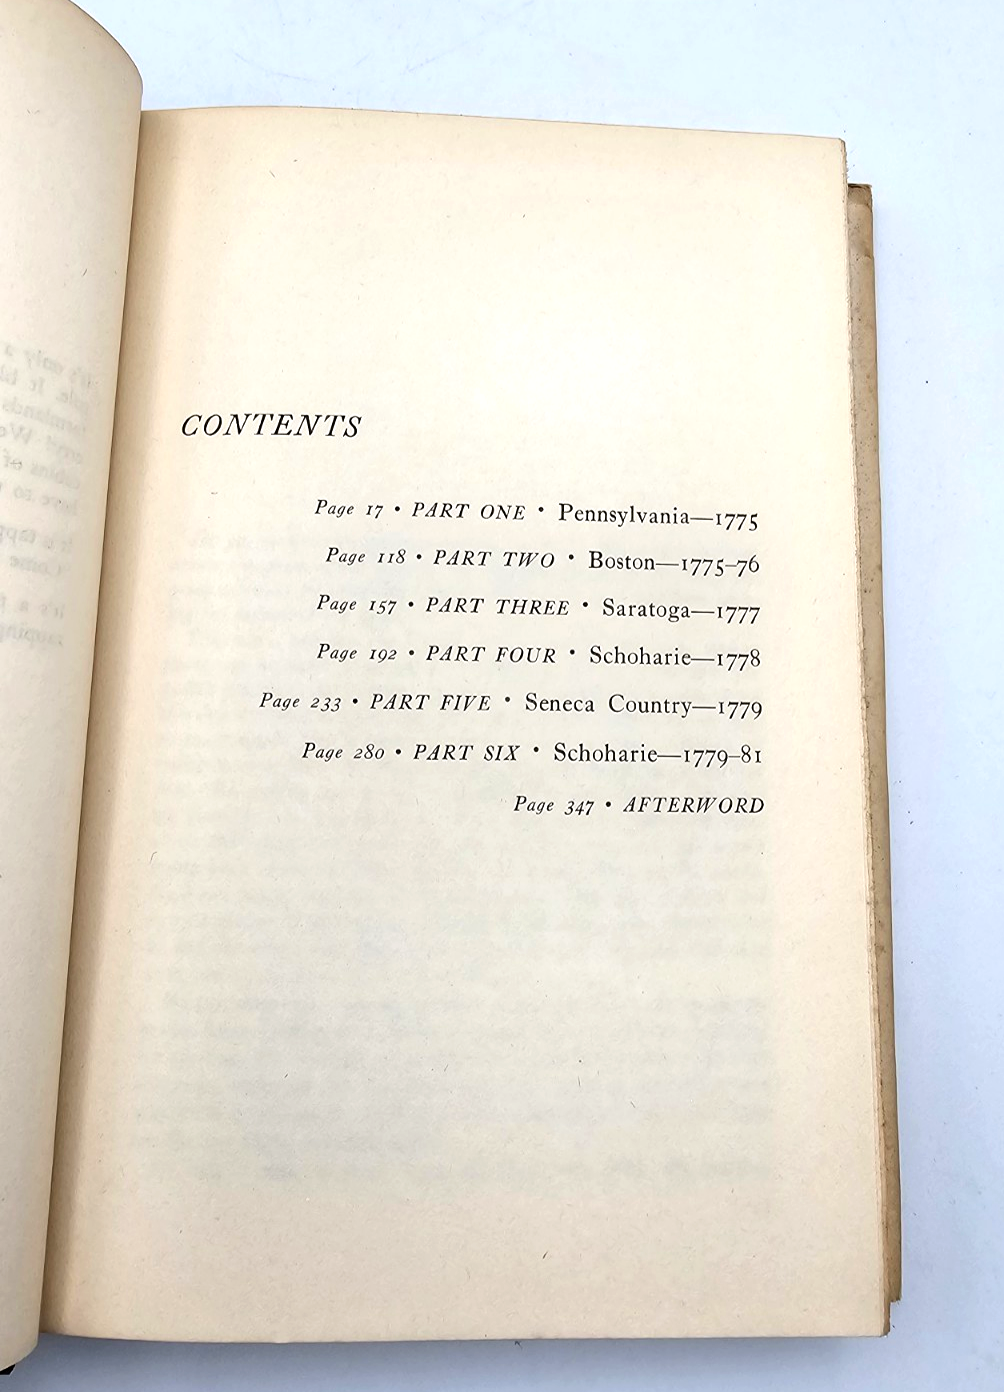 CONTENTS
Page 17 • PART ONE • Pennsylvania—1775
Page 118 • PART TWO • Boston—1775–76
Page 157 • PART THREE • Saratoga—1777
Page 192 • PART FOUR • Schoharie—1778
Page 233 • PART FIVE • Seneca Country—1779
Page 280 • PART SIX • Schoharie—1779–81
Page 347 • AFTERWORD